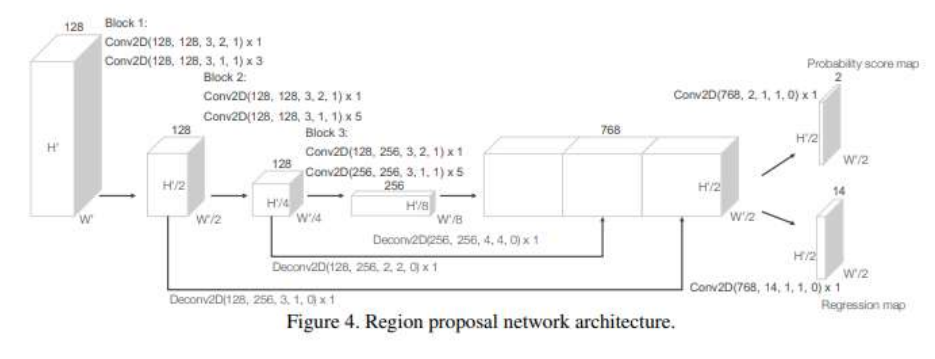 128
Block 1:
Conv2D(128, 128, 3, 2, 1) x 1
Conv2D(128, 128, 3, 1, 1) x 3
Block 2:
Conv2D(128, 128, 3, 2, 1) x 1
Conv2D(128, 128, 3, 1, 1) x 5
Block 3:
Conv2D(128, 256, 3, 2, 1) x 1
Conv2D(256, 256, 3, 1, 1) x 5
H'
W'
128
H'/2
W'/2
128
H'/4
W'/4
256
H'/8
W'/8
768
H'/2
W'/2
Deconv2D(256, 256, 4, 4, 0) x 1
Deconv2D(128, 256, 2, 2, 0) x 1
Deconv2D(128, 256, 3, 1, 0) x 1
Probability score map
2
Conv2D(768, 2, 1, 1, 0) x 1
H'/2
W'/2
14
H'/2
W'/2
Conv2D(768, 14, 1, 1, 0) x 1
Regression map
Figure 4. Region proposal network architecture.